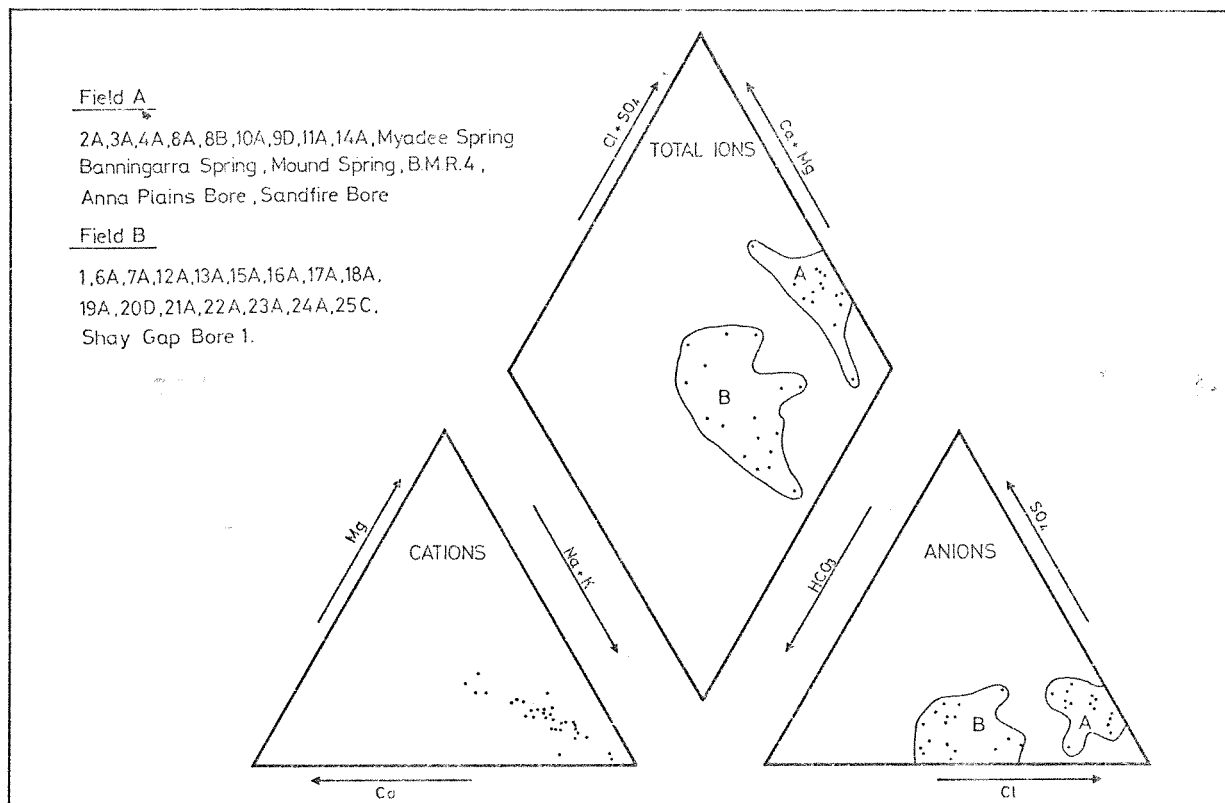 Field A
2A,3A,4A,8A,8B,10A,9D,11A,14A,Myadee Spring
Banningarra Spring, Mound Spring, B.M.R.4,
Anna Plains Bore, Sandfire Bore
Field B
1,6A,7A,12A,13A,15A,16A,17A,18A,
19A,20D,21A,22A,23A,24A,25C,
Shay Gap Bore 1.
Cl + SO4
Ca + Mg
TOTAL IONS
A
B
Mg
CATIONS
Na + K
HCO3
ANIONS
SO4
B
A
Ca
Cl